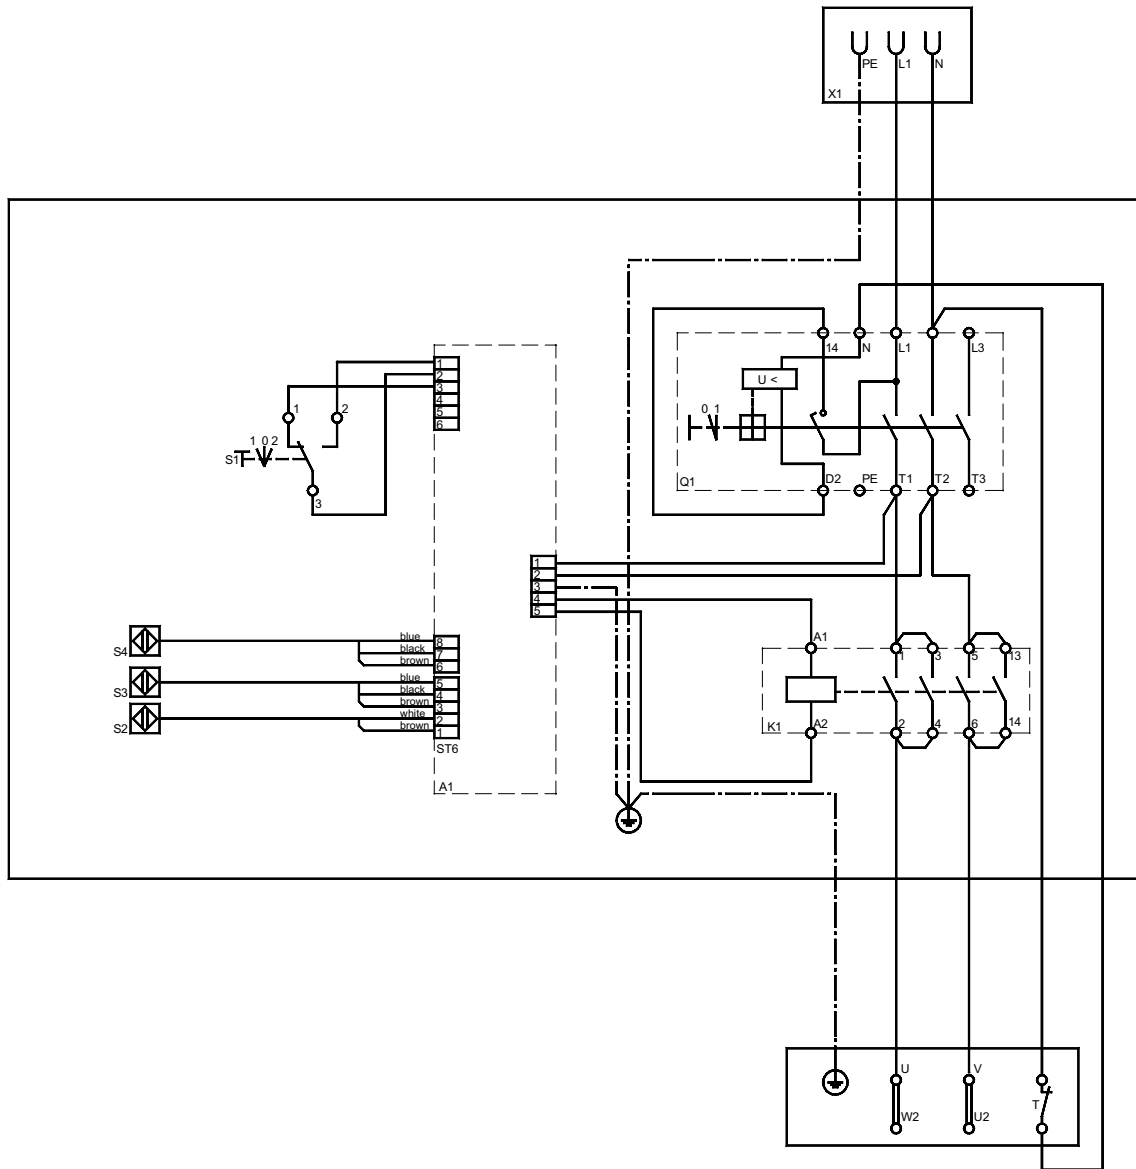 PE L1 N
X1
14 N L1 L3
U <
0 1
Q1 D2 PE T1 T2 T3
1
2
3
4
5
6
1 2
S1 1 0 2
3
1
2
3
4
5
S4 blue 8
black 7
brown 6
S3 blue 5
black 4
brown 3
S2 white 2
brown 1
ST6
A1
A1 1 3 5 13
K1 A2 2 4 6 14
U V
T
W2 U2